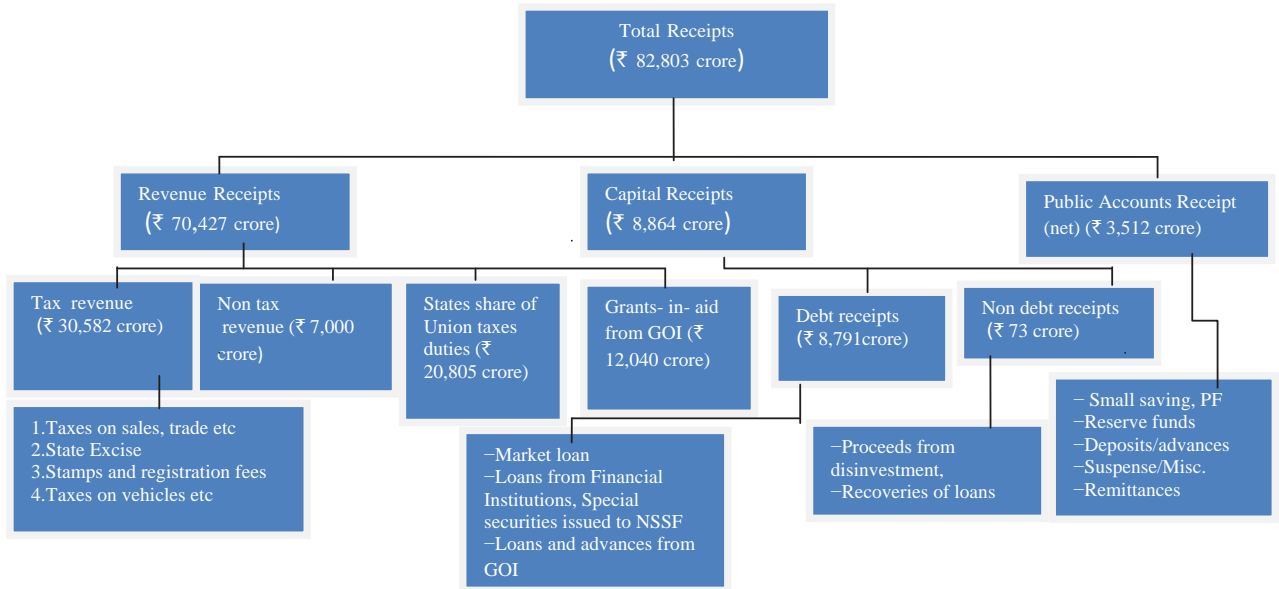 Total Receipts
(₹ 82,803 crore)
Revenue Receipts
(₹ 70,427 crore)
Capital Receipts
(₹ 8,864 crore)
Public Accounts Receipt
(net) (₹ 3,512 crore)
Tax revenue
(₹ 30,582 crore)
Non tax
revenue (₹ 7,000
crore)
States share of
Union taxes
duties (₹
20,805 crore)
Grants- in- aid
from GOI (₹
12,040 crore)
Debt receipts
(₹ 8,791crore)
Non debt receipts
(₹ 73 crore)
1.Taxes on sales, trade etc
2.State Excise
3.Stamps and registration fees
4.Taxes on vehicles etc
−Market loan
−Loans from Financial
Institutions, Special
securities issued to NSSF
−Loans and advances from
GOI
−Proceeds from
disinvestment,
−Recoveries of loans
− Small saving, PF
−Reserve funds
−Deposits/advances
−Suspense/Misc.
−Remittances